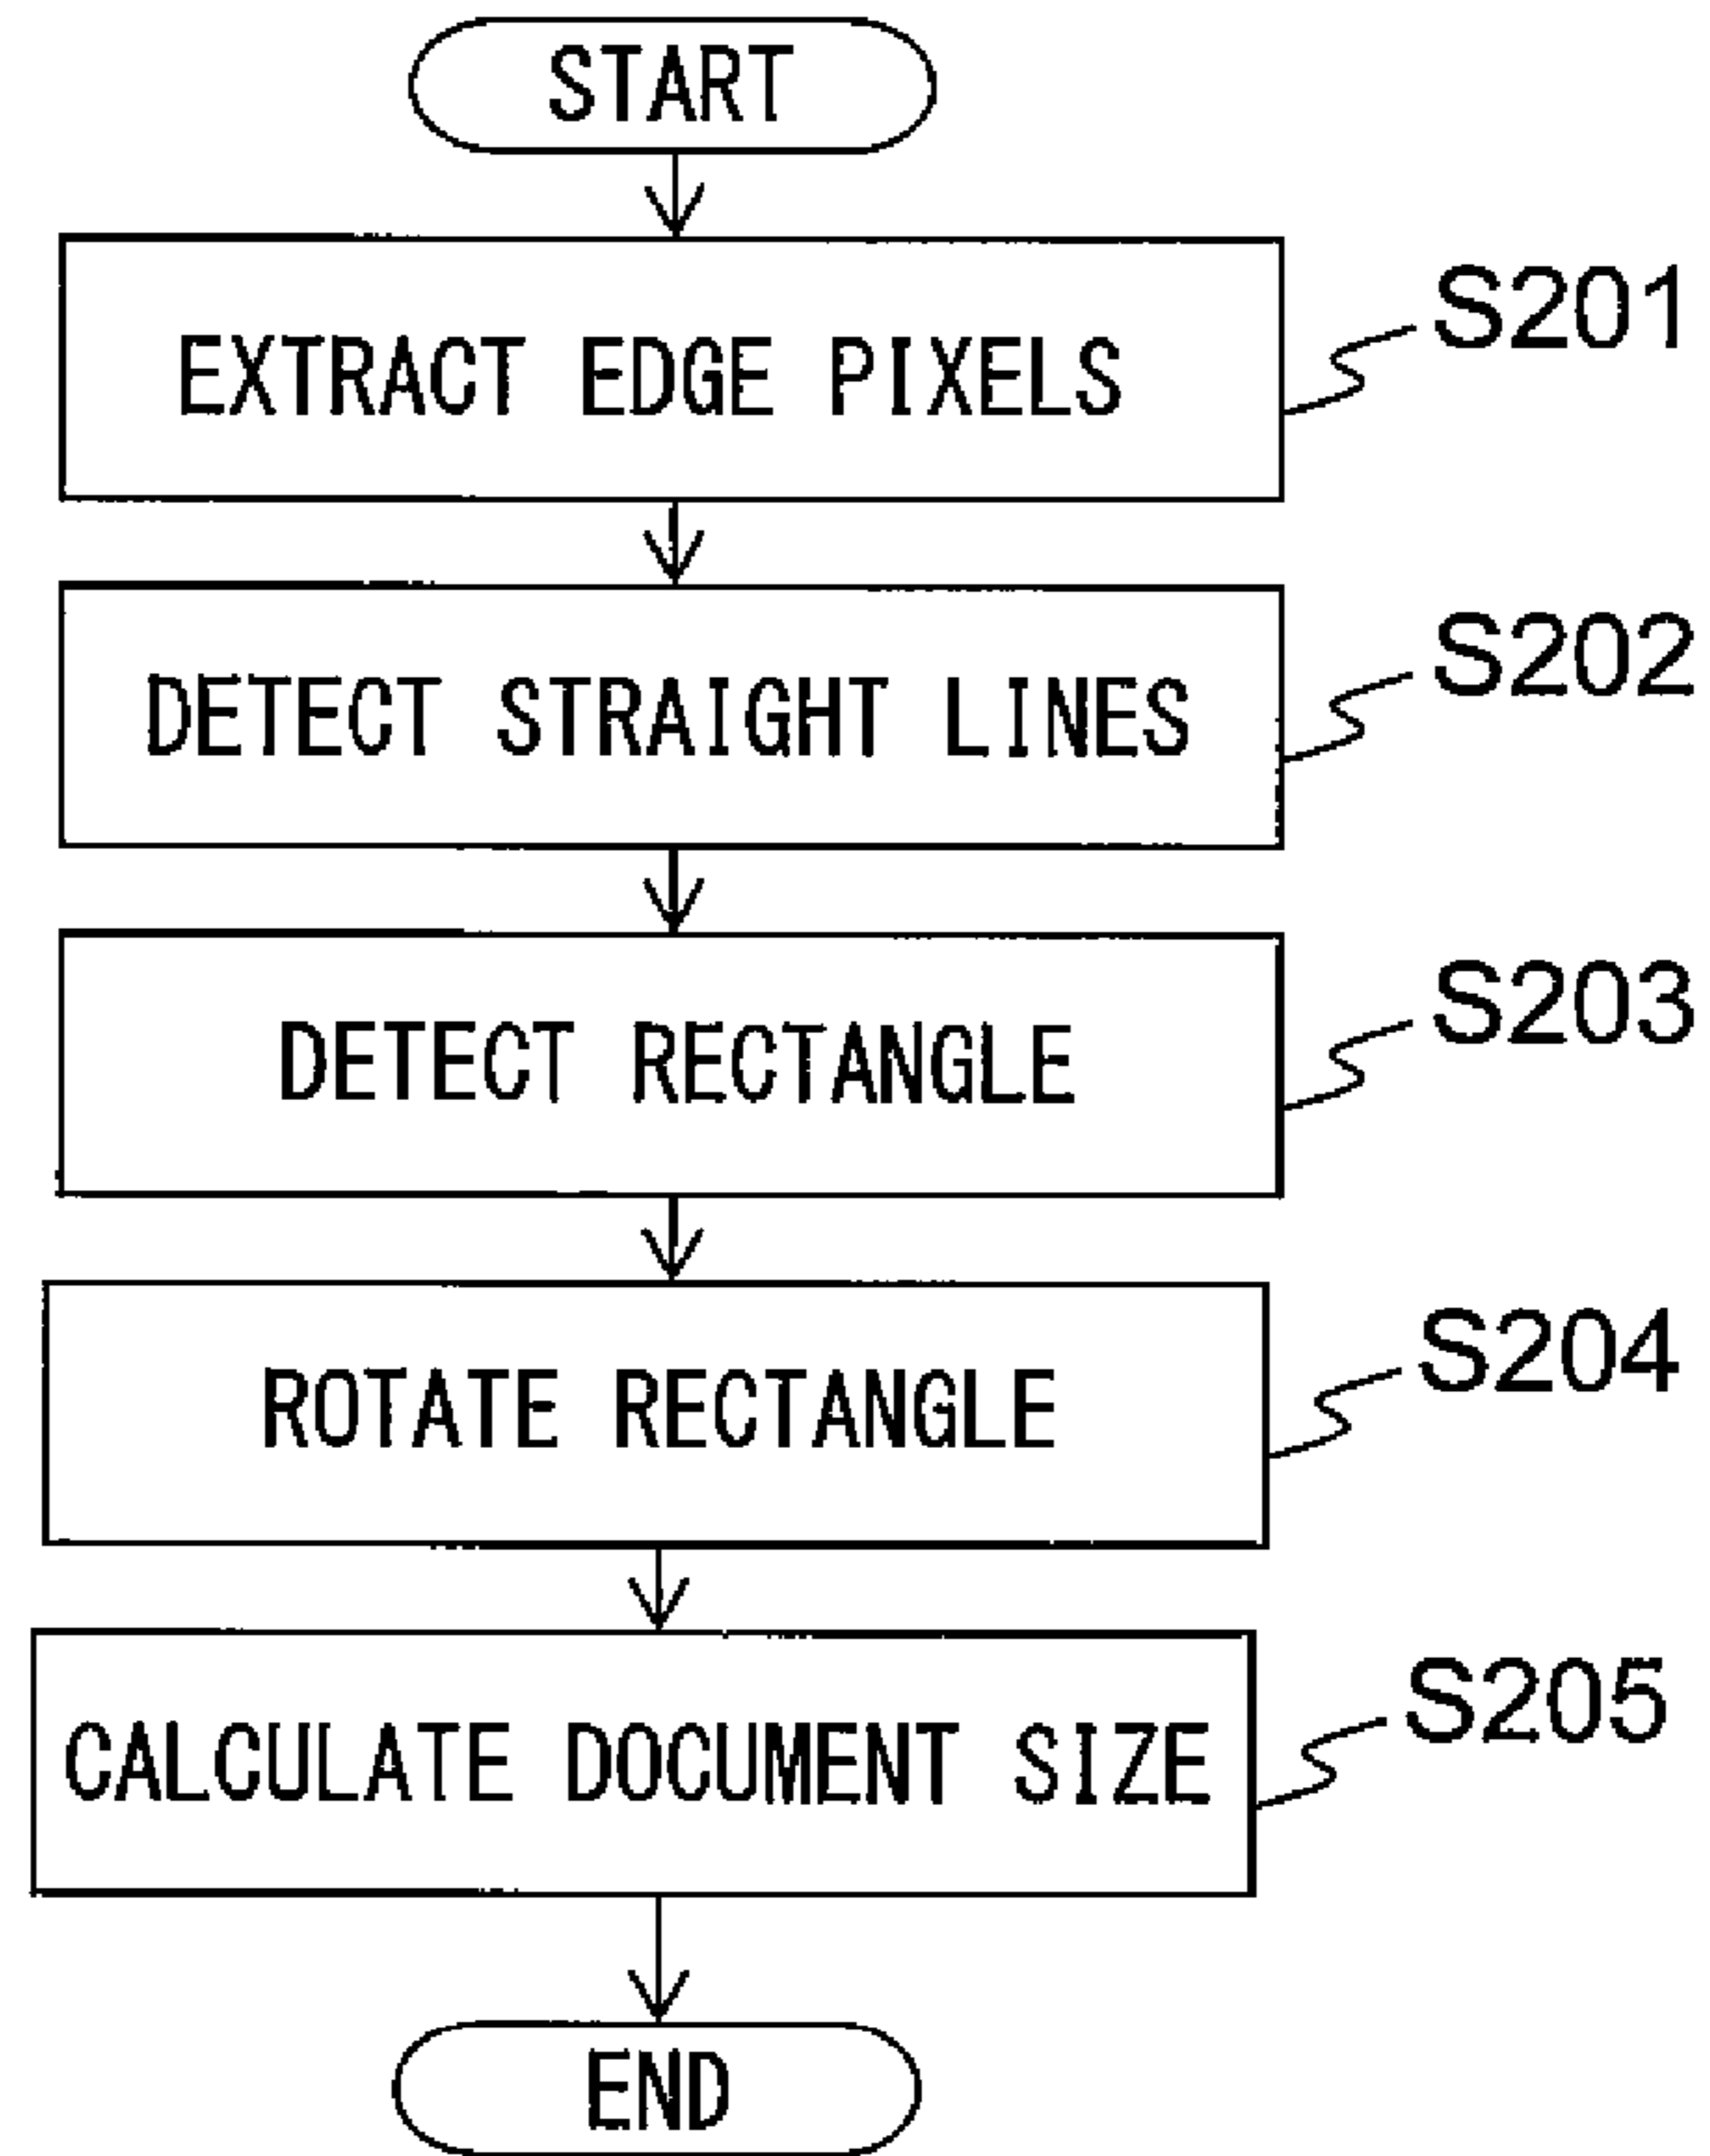 START
EXTRACT EDGE PIXELS
S201
DETECT STRAIGHT LINES
S202
DETECT RECTANGLE
S203
ROTATE RECTANGLE
S204
CALCULATE DOCUMENT SIZE
S205
END